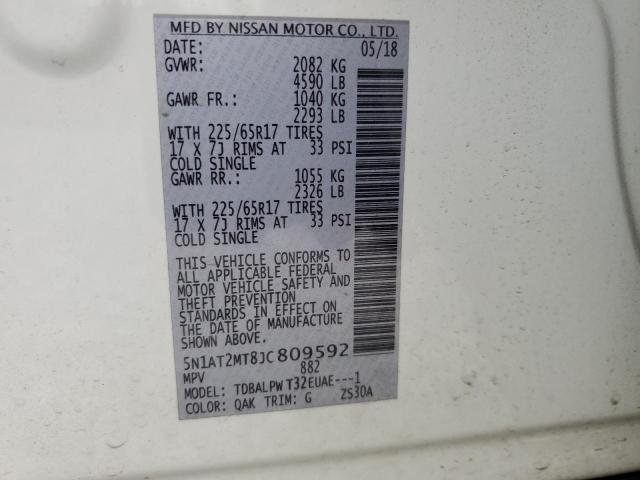 MFD BY NISSAN MOTOR CO., LTD.
DATE: 05/18
GVWR: 2082 KG
4590 LB
GAWR FR.: 1040 KG
2293 LB
WITH 225/65R17 TIRES
17 X 7J RIMS AT 33 PSI
COLD SINGLE
GAWR RR.: 1055 KG
2326 LB
WITH 225/65R17 TIRES
17 X 7J RIMS AT 33 PSI
COLD SINGLE
THIS VEHICLE CONFORMS TO
ALL APPLICABLE FEDERAL
MOTOR VEHICLE SAFETY AND
THEFT PREVENTION
STANDARDS IN EFFECT ON
THE DATE OF MANUFACTURE
SHOWN ABOVE.
5N1AT2MT8JC809592
MPV 882
MODEL: TDBALPWT32EUAE---1
COLOR: QAK TRIM: G ZS30A